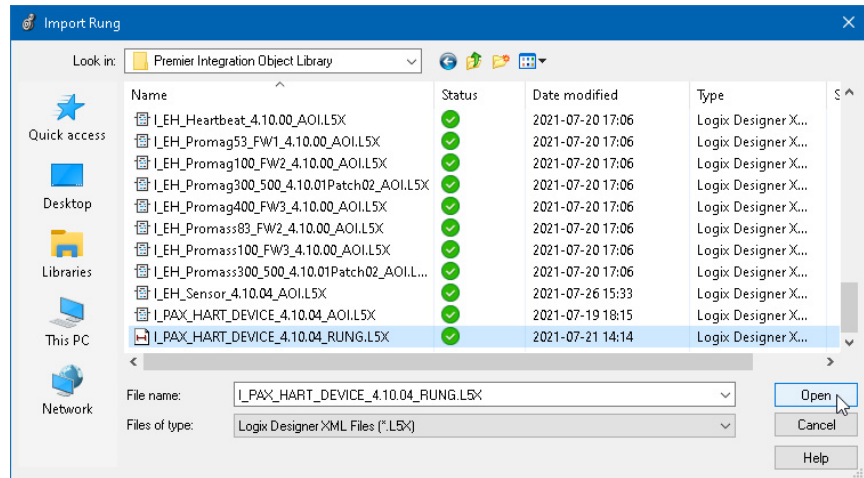 Import Rung
Look in: Premier Integration Object Library
Name Status Date modified Type S
I_EH_Heartbeat_4.10.00_AOI.L5X 2021-07-20 17:06 Logix Designer X...
I_EH_Promag53_FW1_4.10.00_AOI.L5X 2021-07-20 17:06 Logix Designer X...
I_EH_Promag100_FW2_4.10.00_AOI.L5X 2021-07-20 17:06 Logix Designer X...
I_EH_Promag300_500_4.10.01Patch02_AOI.L5X 2021-07-20 17:06 Logix Designer X...
I_EH_Promag400_FW3_4.10.00_AOI.L5X 2021-07-20 17:06 Logix Designer X...
I_EH_Promass83_FW2_4.10.00_AOI.L5X 2021-07-20 17:06 Logix Designer X...
I_EH_Promass100_FW3_4.10.00_AOI.L5X 2021-07-20 17:06 Logix Designer X...
I_EH_Promass300_500_4.10.01Patch02_AOI.L... 2021-07-20 17:06 Logix Designer X...
I_EH_Sensor_4.10.04_AOI.L5X 2021-07-26 15:33 Logix Designer X...
I_PAX_HART_DEVICE_4.10.04_AOI.L5X 2021-07-19 18:15 Logix Designer X...
I_PAX_HART_DEVICE_4.10.04_RUNG.L5X 2021-07-21 14:14 Logix Designer X...
Quick access
Desktop
Libraries
This PC
Network
File name: I_PAX_HART_DEVICE_4.10.04_RUNG.L5X Open
Files of type: Logix Designer XML Files (*.L5X) Cancel
Help